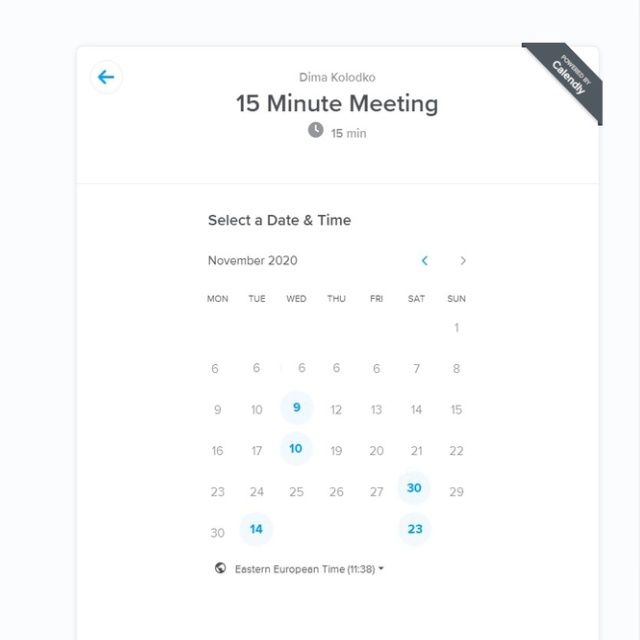 POWERED BY
Calendly
Dima Kolodko
15 Minute Meeting
15 min
Select a Date & Time
November 2020
MON TUE WED THU FRI SAT SUN
1
6 6 6 6 6 7 8
9 10 9 12 13 14 15
16 17 10 19 20 21 22
23 24 25 26 27 30 29
30 14 23
Eastern European Time (11:38)